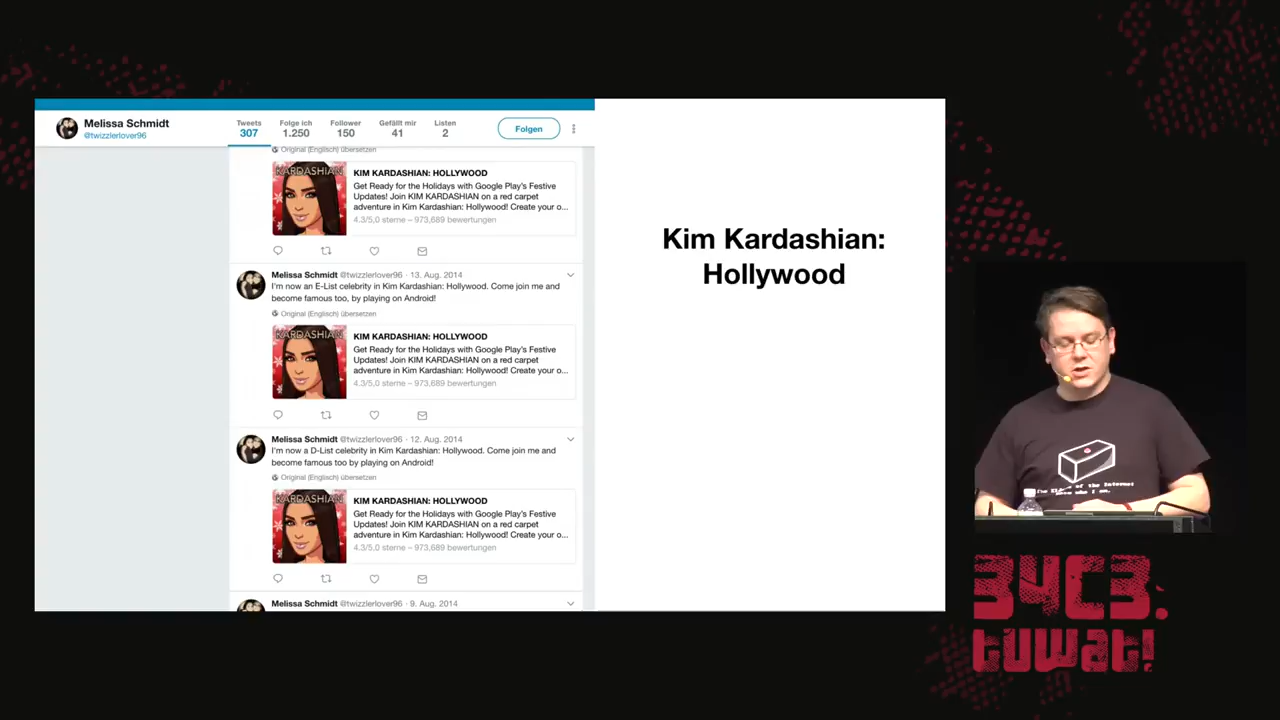 Melissa Schmidt
@twizzlerlover96
Tweets
307
Folge ich
1.250
Follower
150
Gefällt mir
41
Listen
2
Folgen
Original (Englisch) übersetzen
KARDASHIAN
KIM KARDASHIAN: HOLLYWOOD
Get Ready for the Holidays with Google Play's Festive
Updates! Join KIM KARDASHIAN on a red carpet
adventure in Kim Kardashian: Hollywood! Create your o...
4.3/5,0 sterne – 973,689 bewertungen
Melissa Schmidt @twizzlerlover96 · 13. Aug. 2014
I'm now an E-List celebrity in Kim Kardashian: Hollywood. Come join me and
become famous too, by playing on Android!
Original (Englisch) übersetzen
KARDASHIAN
KIM KARDASHIAN: HOLLYWOOD
Get Ready for the Holidays with Google Play's Festive
Updates! Join KIM KARDASHIAN on a red carpet
adventure in Kim Kardashian: Hollywood! Create your o...
4.3/5,0 sterne – 973,689 bewertungen
Melissa Schmidt @twizzlerlover96 · 12. Aug. 2014
I'm now a D-List celebrity in Kim Kardashian: Hollywood. Come join me and
become famous too by playing on Android!
Original (Englisch) übersetzen
KARDASHIAN
KIM KARDASHIAN: HOLLYWOOD
Get Ready for the Holidays with Google Play's Festive
Updates! Join KIM KARDASHIAN on a red carpet
adventure in Kim Kardashian: Hollywood! Create your o...
4.3/5,0 sterne – 973,689 bewertungen
Melissa Schmidt @twizzlerlover96 · 9. Aug. 2014
Kim Kardashian:
Hollywood
of the Internet
who I am.
34C3.
tuwat!